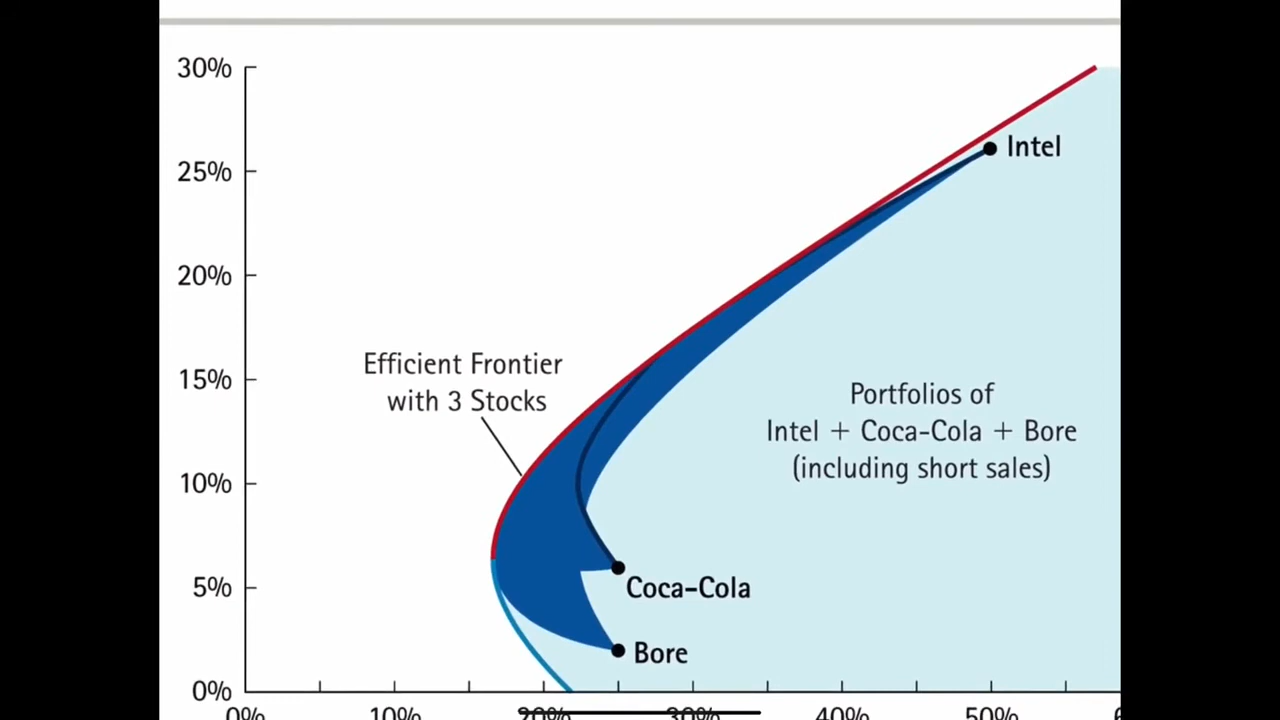 30%
Intel
25%
20%
Efficient Frontier
with 3 Stocks
15%
Portfolios of
Intel + Coca-Cola + Bore
(including short sales)
10%
5%
Coca-Cola
Bore
0%
0% 10% 20% 30% 40% 50%